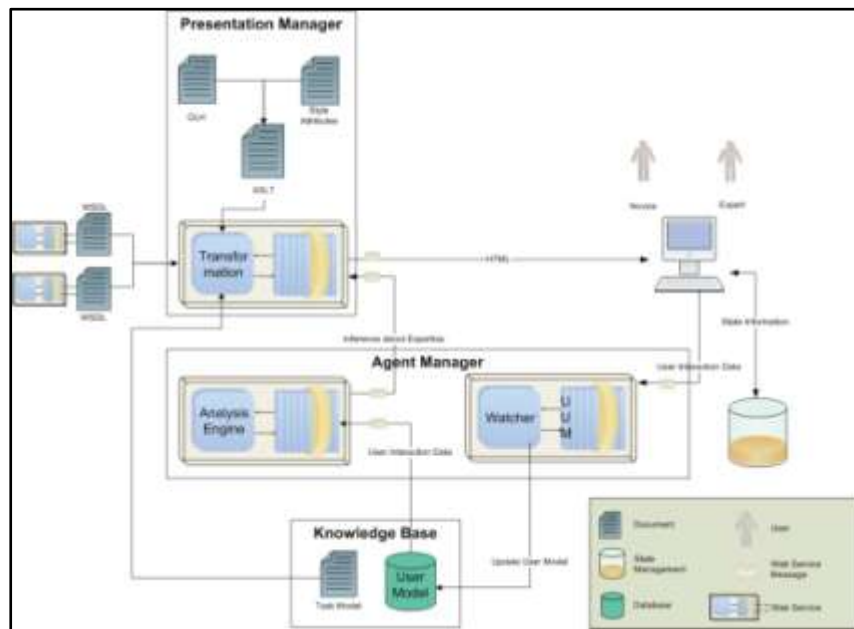 Presentation Manager
Style
Attributes
XSLT
WSDL
Transfor
mation
WSDL
HTML
Novice
Expert
State Information
Inference about Expertise
Agent Manager
User Interaction Data
Analysis
Engine
Watcher
U
U
M
User Interaction Data
Knowledge Base
Update User Model
Task Model
User
Model
Document
User
State
Management
Web Service
Message
Database
Web Service